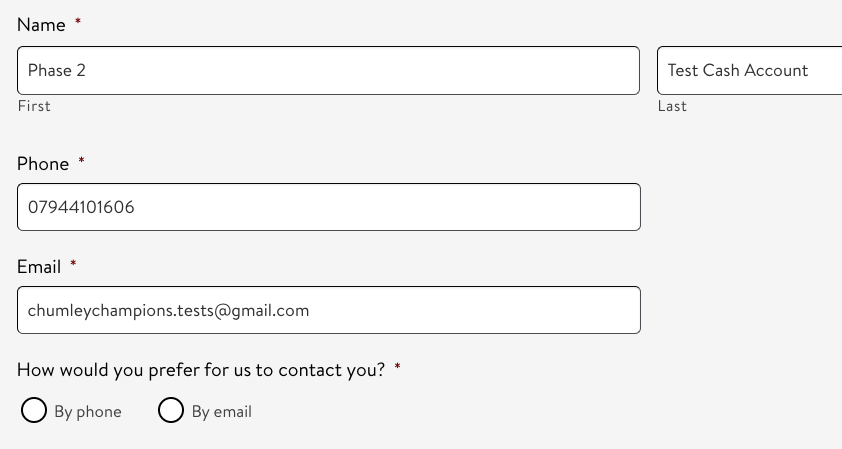 Name *
Phase 2
Test Cash Account
First
Last
Phone *
07944101606
Email *
chumleychampions.tests@gmail.com
How would you prefer for us to contact you? *
By phone
By email